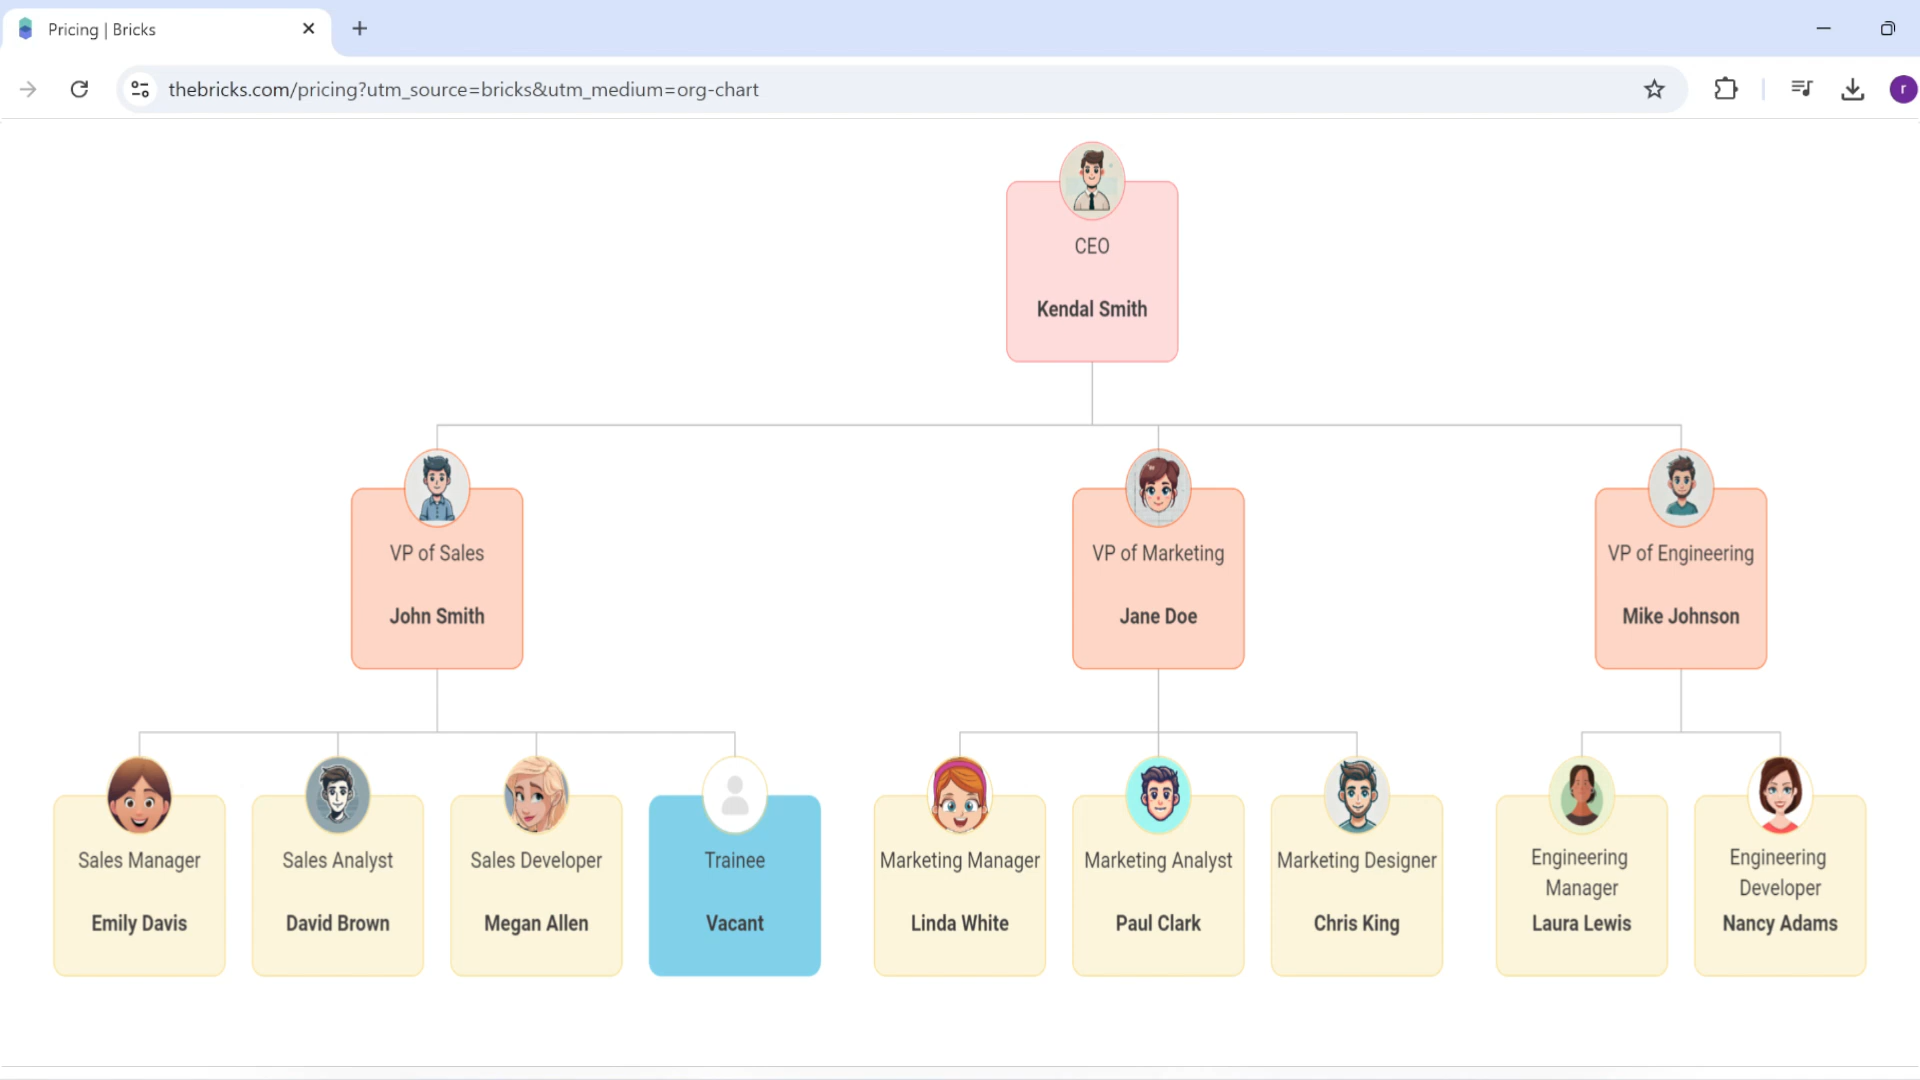 Pricing | Bricks
thebricks.com/pricing?utm_source=bricks&utm_medium=org-chart
r
CEO
Kendal Smith
VP of Sales
John Smith
VP of Marketing
Jane Doe
VP of Engineering
Mike Johnson
Sales Manager
Emily Davis
Sales Analyst
David Brown
Sales Developer
Megan Allen
Trainee
Vacant
Marketing Manager
Linda White
Marketing Analyst
Paul Clark
Marketing Designer
Chris King
Engineering
Manager
Laura Lewis
Engineering
Developer
Nancy Adams